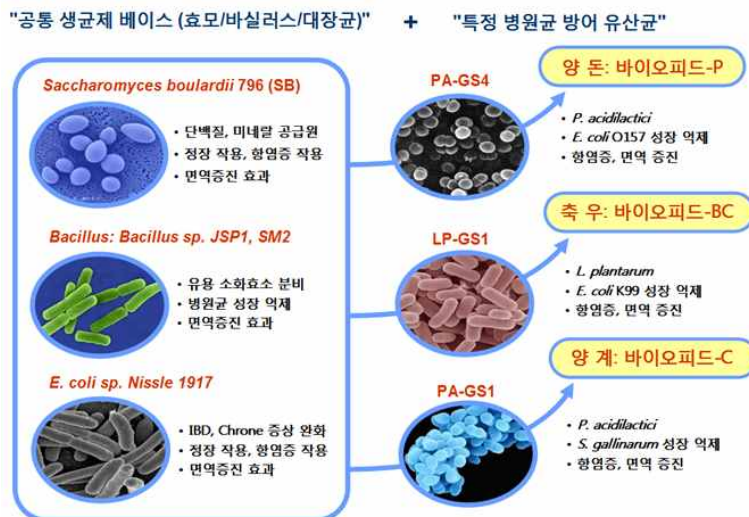 "공통 생균제 베이스 (효모/바실러스/대장균)" + "특정 병원균 방어 유산균"
Saccharomyces boulardii 796 (SB)
• 단백질, 미네랄 공급원
• 정장 작용, 항염증 작용
• 면역증진 효과
Bacillus: Bacillus sp. JSP1, SM2
• 유용 소화효소 분비
• 병원균 성장 억제
• 면역증진 효과
E. coli sp. Nissle 1917
• IBD, Chrone 증상 완화
• 정장 작용, 항염증 작용
• 면역증진 효과
PA-GS4
양 돈: 바이오피드-P
• P. acidilactici
• E. coli O157 성장 억제
• 항염증, 면역 증진
LP-GS1
축 우: 바이오피드-BC
• L. plantarum
• E. coli K99 성장 억제
• 항염증, 면역 증진
PA-GS1
양 계: 바이오피드-C
• P. acidilactici
• S. gallinarum 성장 억제
• 항염증, 면역 증진